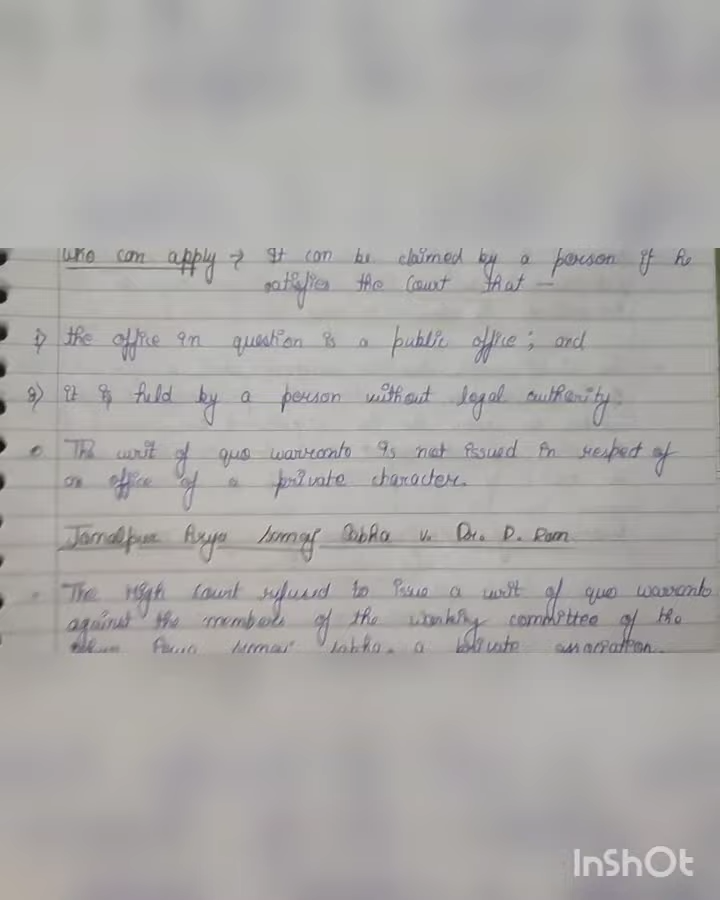 Who can apply → It can be claimed by a person if he
satisfies the Court that —
1) the office in question is a public office; and
2) it is held by a person without legal authority.
The writ of quo warranto is not issued in respect of
an office of a private character.
Jamalpur Arya Samaj Sabha v. Dr. D. Ram
The High Court refused to issue a writ of quo warranto
against the members of the working committee of the
Sabha, a private association.
InShOt